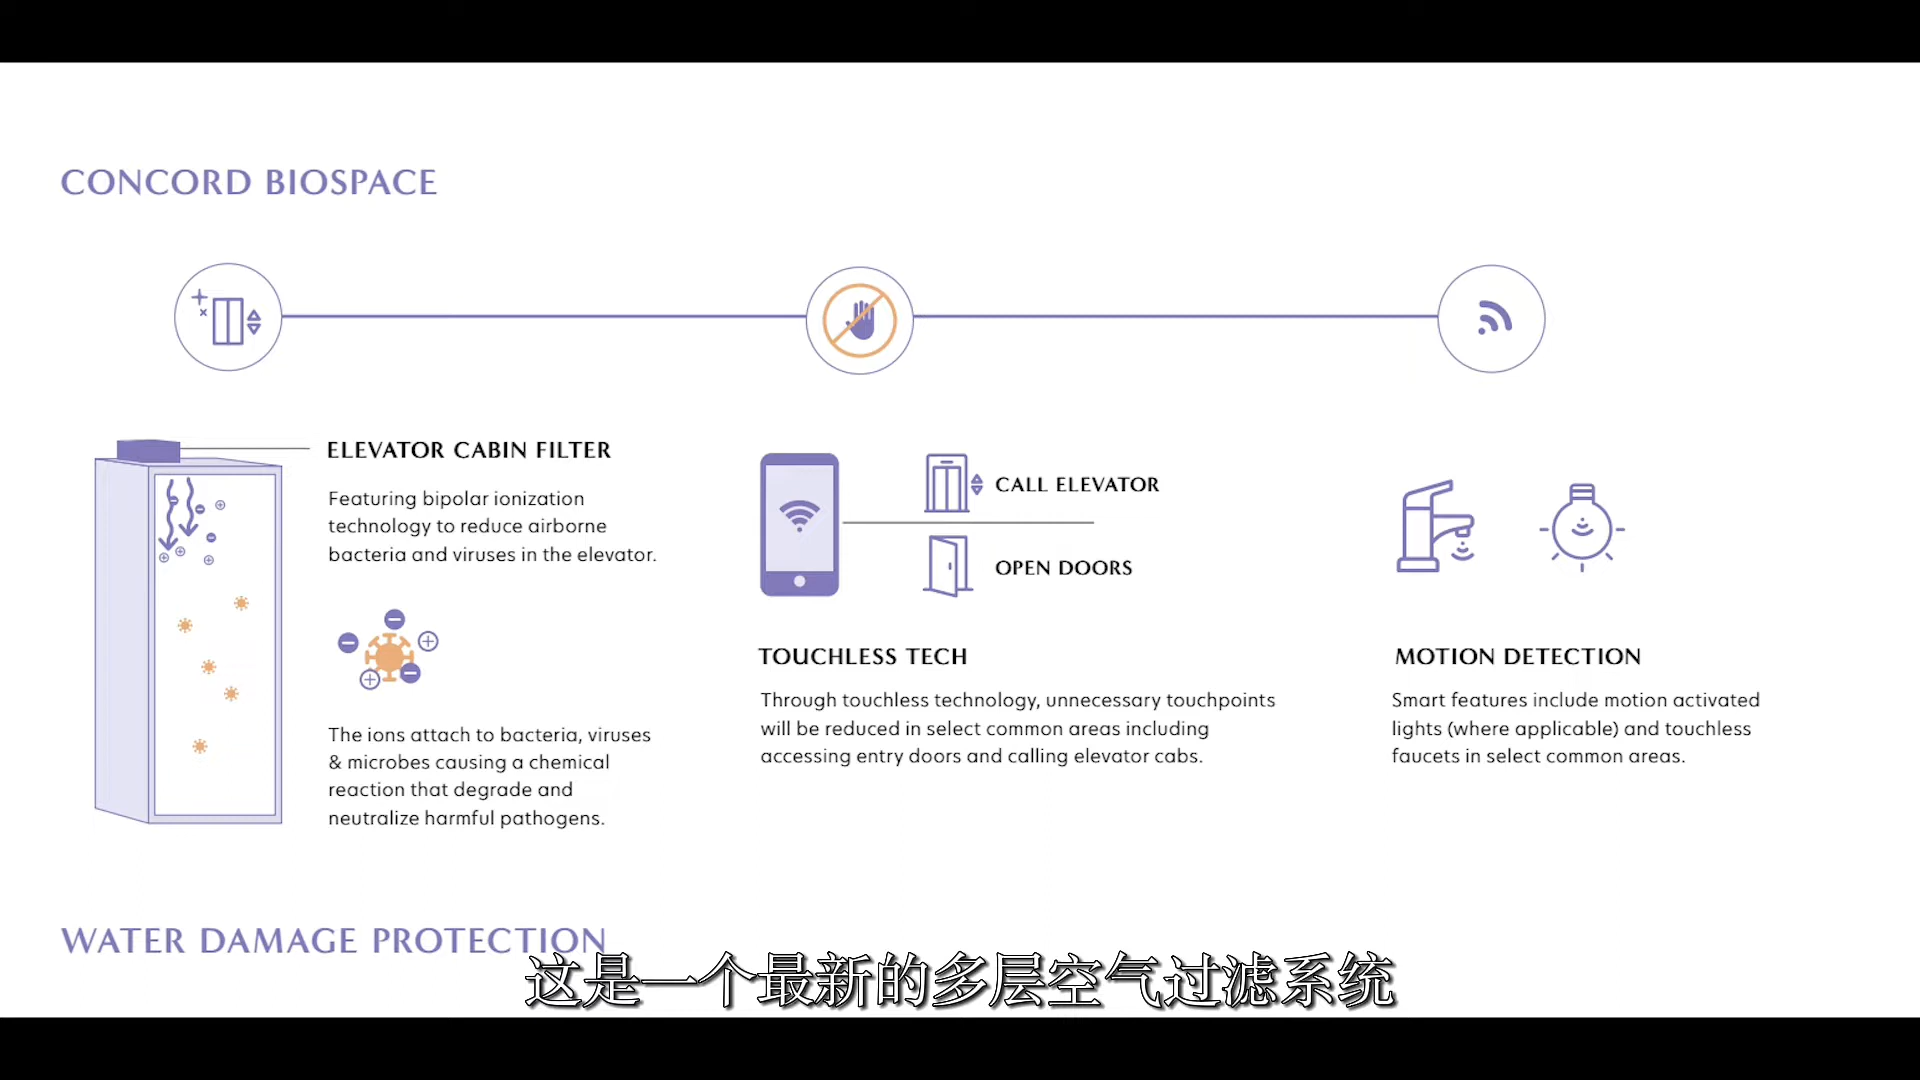 CONCORD BIOSPACE
ELEVATOR CABIN FILTER
Featuring bipolar ionization
technology to reduce airborne
bacteria and viruses in the elevator.
The ions attach to bacteria, viruses
& microbes causing a chemical
reaction that degrade and
neutralize harmful pathogens.
CALL ELEVATOR
OPEN DOORS
TOUCHLESS TECH
Through touchless technology, unnecessary touchpoints
will be reduced in select common areas including
accessing entry doors and calling elevator cabs.
MOTION DETECTION
Smart features include motion activated
lights (where applicable) and touchless
faucets in select common areas.
WATER DAMAGE PROTECTION
这是一个最新的多层空气过滤系统